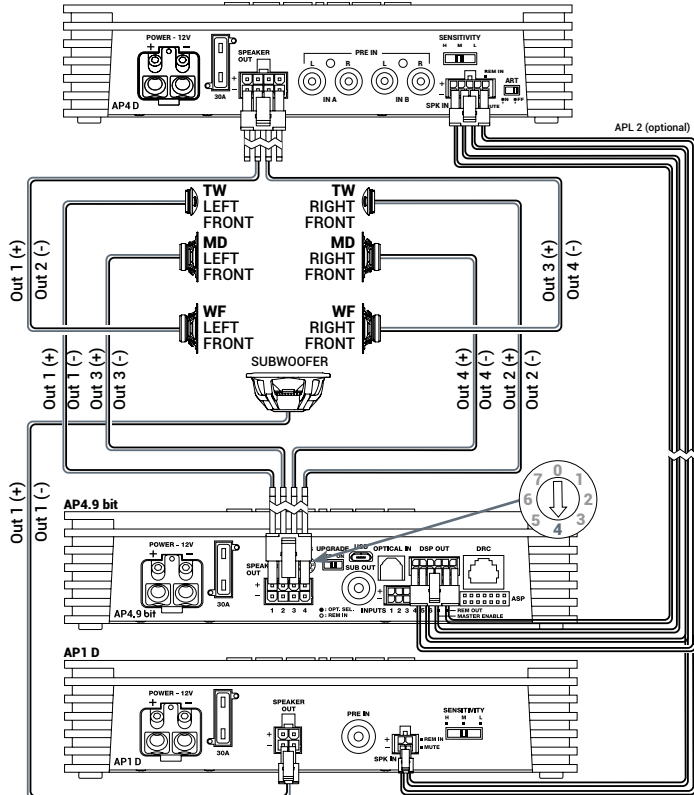 POWER - 12V
+ -
30A
SPEAKER
OUT
+
-
PRE IN
L R L R
IN A IN B
SENSITIVITY
H M L
REM IN
ART
+
-
SPK IN
MUTE
ON OFF
AP4 D
APL 2 (optional)
TW
LEFT
FRONT
TW
RIGHT
FRONT
MD
LEFT
FRONT
MD
RIGHT
FRONT
WF
LEFT
FRONT
WF
RIGHT
FRONT
SUBWOOFER
Out 1 (+)
Out 2 (-)
Out 3 (+)
Out 4 (-)
Out 1 (+)
Out 1 (-)
Out 3 (+)
Out 3 (-)
Out 4 (+)
Out 4 (-)
Out 2 (+)
Out 2 (-)
Out 1 (+)
Out 1 (-)
0
1
2
3
4
5
6
7
AP4.9 bit
POWER - 12V
+ -
30A
AP4.9 bit
+
-
1 2 3 4
UPGRADE
ON
USB
SUB OUT
OPTICAL IN
DSP OUT
DRC
: OPT. SEL.
: REM IN
INPUTS 1 2 3 4
+
ASP
REM OUT
MASTER ENABLE
AP1 D
POWER - 12V
+ -
30A
AP1 D
SPEAKER
OUT
+
-
PRE IN
SENSITIVITY
H M L
+
-
REM IN
MUTE
SPK IN